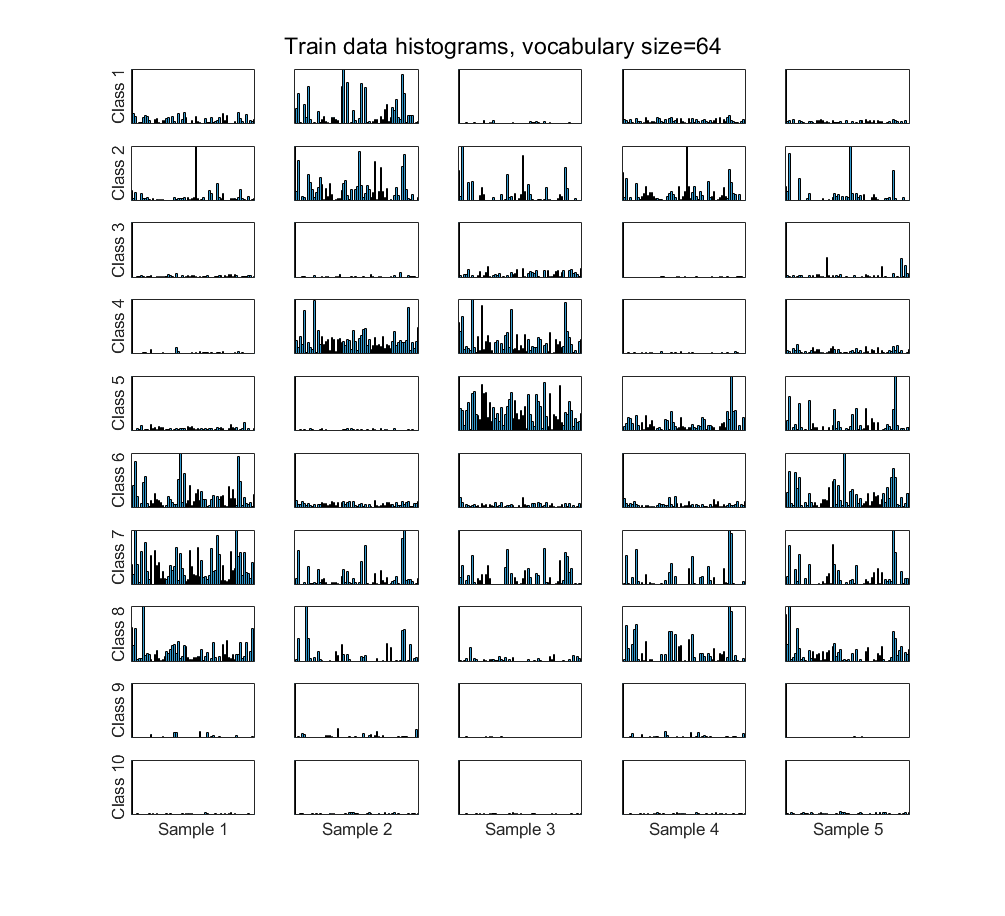 Train data histograms, vocabulary size=64
Class 1
Class 2
Class 3
Class 4
Class 5
Class 6
Class 7
Class 8
Class 9
Class 10
Sample 1
Sample 2
Sample 3
Sample 4
Sample 5